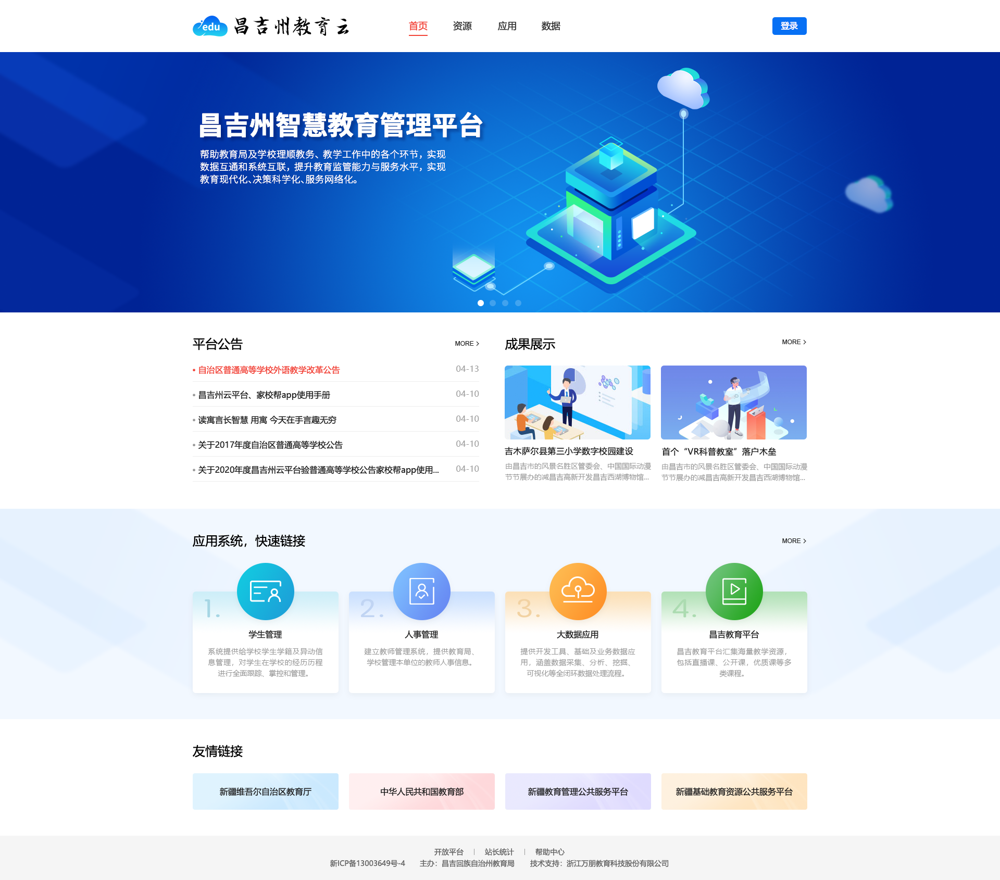 edu 昌吉州教育云
首页 资源 应用 数据
登录
昌吉州智慧教育管理平台
帮助教育局及学校理顺教务、教学工作中的各个环节，实现
数据互通和系统互联，提升教育监管能力与服务水平，实现
教育现代化、决策科学化、服务网络化。
平台公告
MORE
自治区普通高等学校外语教学改革公告 04-13
昌吉州云平台、家校帮app使用手册 04-10
读寓言长智慧 用寓 今天在手言趣无穷 04-10
关于2017年度自治区普通高等学校公告 04-10
关于2020年度昌吉州云平台验普通高等学校公告家校帮app使用... 04-10
成果展示
MORE
吉木萨尔县第三小学数字校园建设
由昌吉市的风景名胜区管委会、中国国际动漫
节节展办的减昌吉高新开发昌吉西湖博物馆...
首个“VR科普教室”落户木垒
由昌吉市的风景名胜区管委会、中国国际动漫
节节展办的减昌吉高新开发昌吉西湖博物馆...
应用系统，快速链接
MORE
1.
学生管理
系统提供给学校学生学籍及异动信
息管理，对学生在学校的经历历程
进行全面跟踪、掌控和管理。
2.
人事管理
建立教师管理系统，提供教育局、
学校管理本单位的教师人事信息。
3.
大数据应用
提供开发工具、基础及业务数据应
用，涵盖数据采集、分析、挖掘、
可视化等全闭环数据处理流程。
4.
昌吉教育平台
昌吉教育平台汇集海量教学资源，
包括直播课、公开课，优质课等多
类课程。
友情链接
新疆维吾尔自治区教育厅
中华人民共和国教育部
新疆教育管理公共服务平台
新疆基础教育资源公共服务平台
开放平台 | 站长统计 | 帮助中心
新ICP备13003649号-4 主办：昌吉回族自治州教育局 技术支持：浙江万朋教育科技股份有限公司